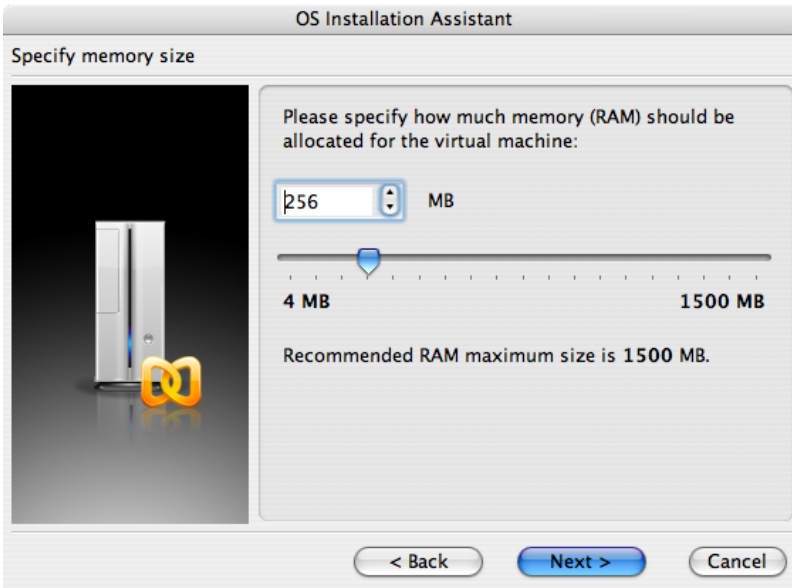 OS Installation Assistant
Specify memory size
Please specify how much memory (RAM) should be
allocated for the virtual machine:
256 MB
4 MB 1500 MB
Recommended RAM maximum size is 1500 MB.
< Back Next > Cancel